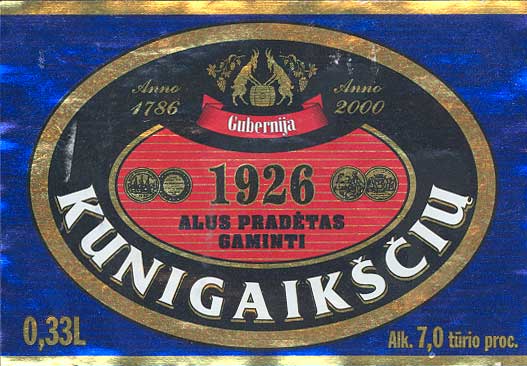 Anno Anno
1786 2000
Gubernija
1926
ALUS PRADĖTAS
GAMINTI
KUNIGAIKŠČIŲ
0,33L
Alk. 7,0 tūrio proc.